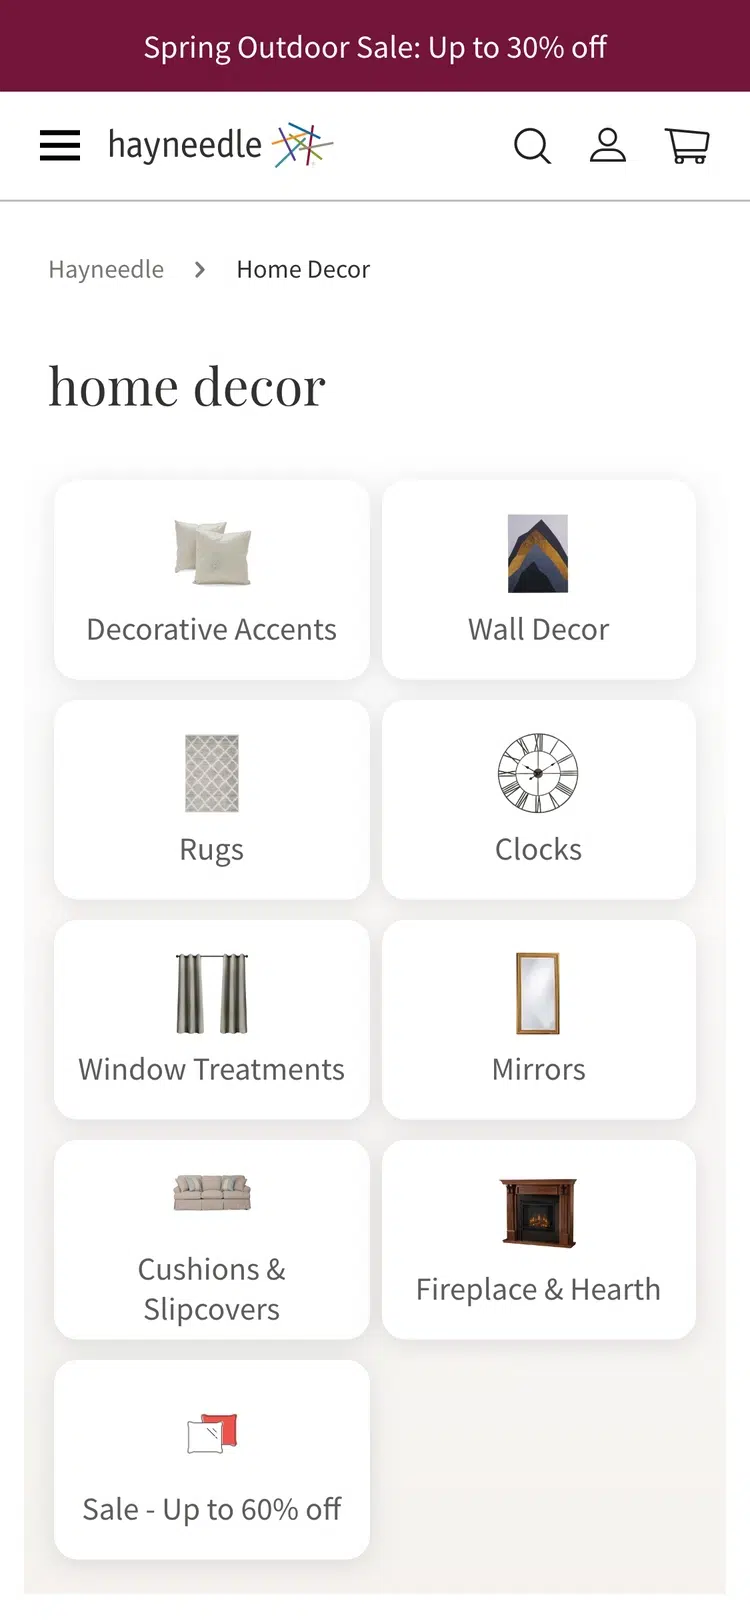 Spring Outdoor Sale: Up to 30% off
hayneedle
Hayneedle > Home Decor
home decor
Decorative Accents
Wall Decor
Rugs
Clocks
Window Treatments
Mirrors
Cushions &
Slipcovers
Fireplace & Hearth
Sale - Up to 60% off